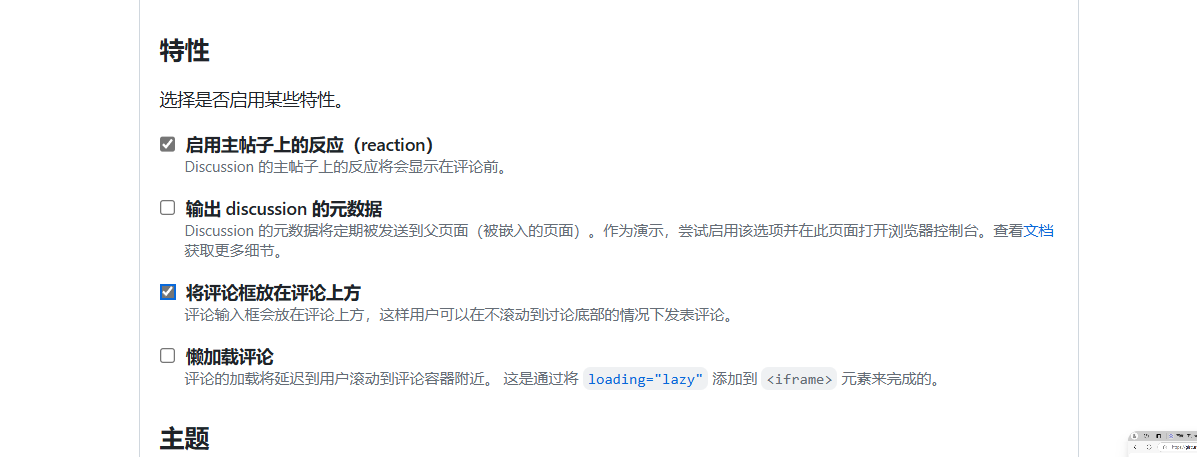 特性
选择是否启用某些特性。
启用主帖子上的反应（reaction）
Discussion 的主帖子上的反应将会显示在评论前。
输出 discussion 的元数据
Discussion 的元数据将定期被发送到父页面（被嵌入的页面）。作为演示，尝试启用该选项并在此页面打开浏览器控制台。查看文档
获取更多细节。
将评论框放在评论上方
评论输入框会放在评论上方，这样用户可以在不滚动到讨论底部的情况下发表评论。
懒加载评论
评论的加载将延迟到用户滚动到评论容器附近。 这是通过将 loading="lazy" 添加到 <iframe> 元素来完成的。
主题